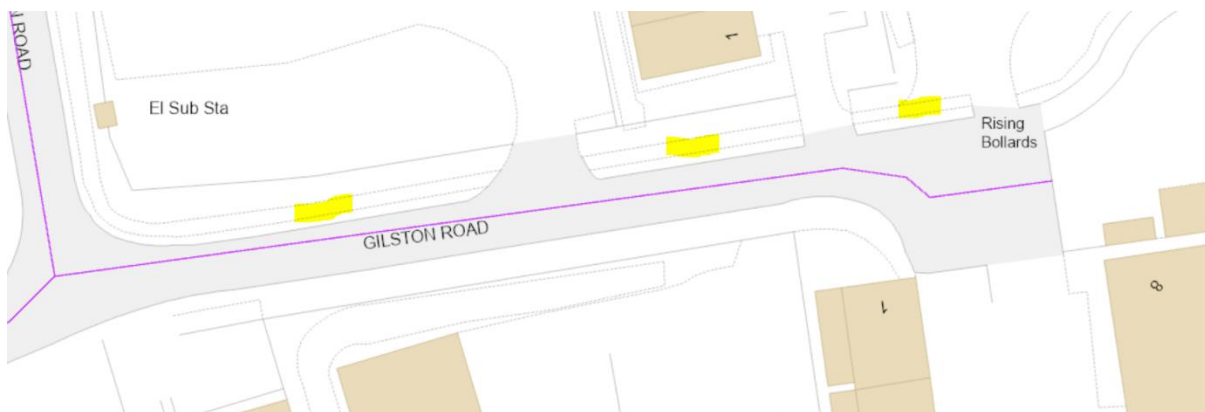 N ROAD
El Sub Sta
1
Rising
Bollards
GILSTON ROAD
1
8